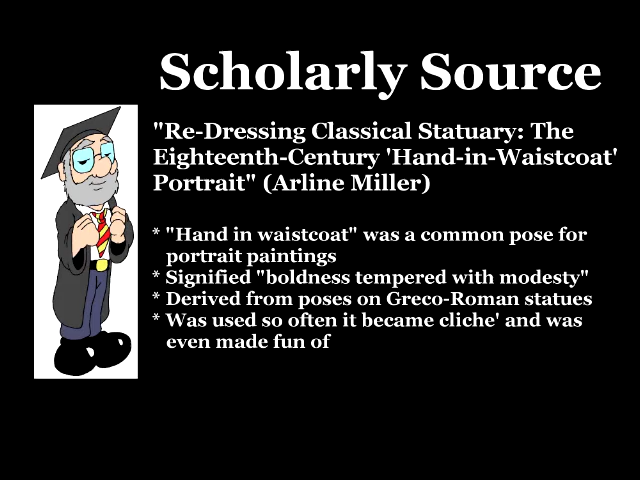 Scholarly Source
"Re-Dressing Classical Statuary: The
Eighteenth-Century 'Hand-in-Waistcoat'
Portrait" (Arline Miller)
* "Hand in waistcoat" was a common pose for
portrait paintings
* Signified "boldness tempered with modesty"
* Derived from poses on Greco-Roman statues
* Was used so often it became cliche' and was
even made fun of